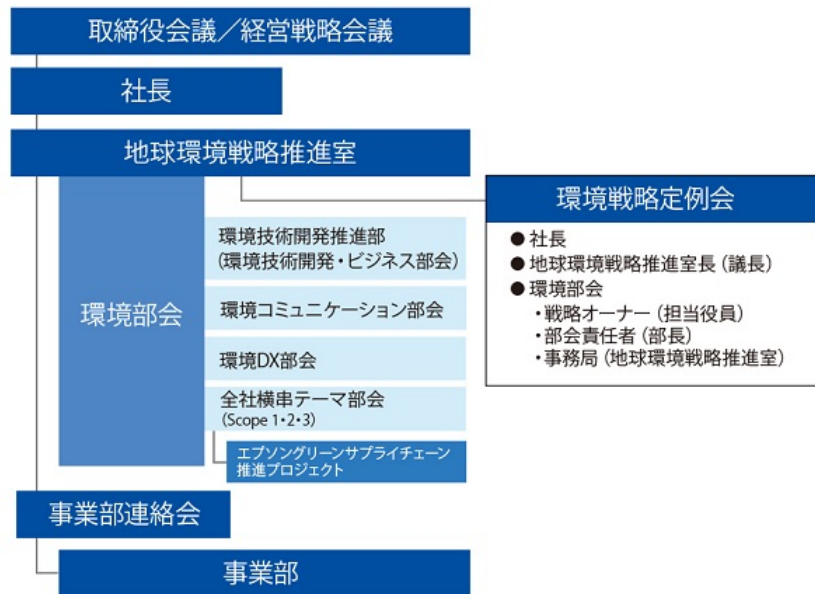 取締役会議／経営戦略会議
社長
地球環境戦略推進室
環境部会
環境技術開発推進部
(環境技術開発・ビジネス部会)
環境コミュニケーション部会
環境DX部会
全社横串テーマ部会
(Scope 1・2・3)
エプソングリーンサプライチェーン
推進プロジェクト
環境戦略定例会
● 社長
● 地球環境戦略推進室長 (議長)
● 環境部会
・戦略オーナー (担当役員)
・部会責任者 (部長)
・事務局 (地球環境戦略推進室)
事業部連絡会
事業部